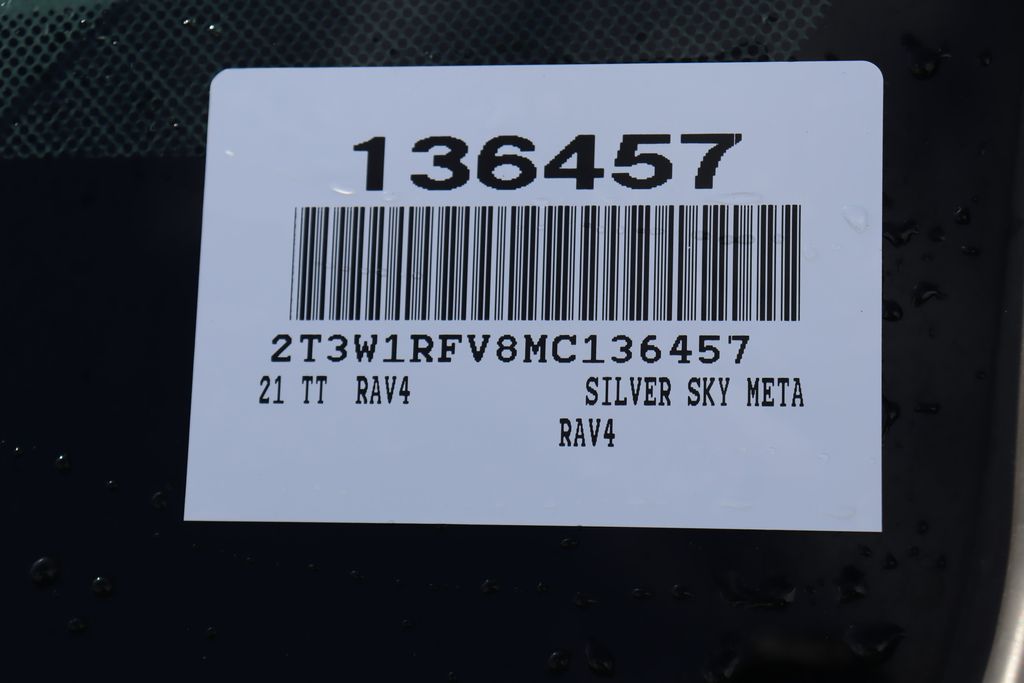 136457
2T3W1RFV8MC136457
21 TT RAV4 SILVER SKY META
RAV4